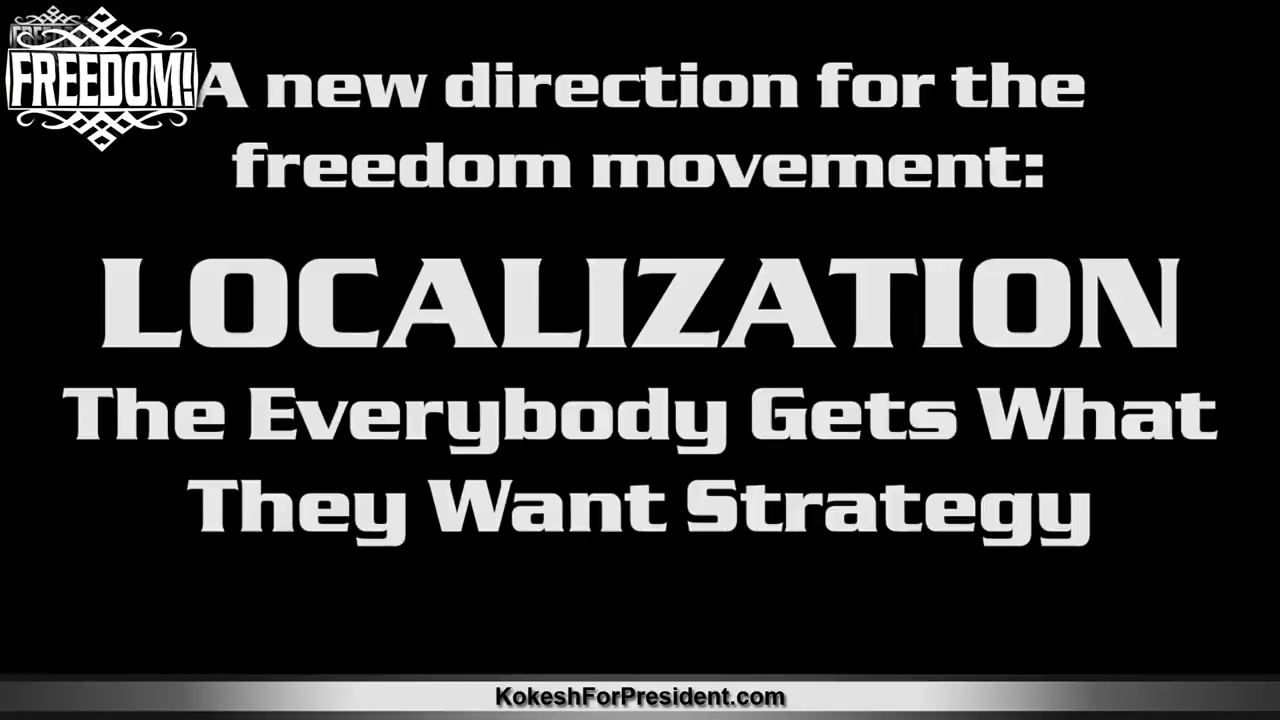 FREEDOM!
A new direction for the
freedom movement:
LOCALIZATION
The Everybody Gets What
They Want Strategy
KokeshForPresident.com